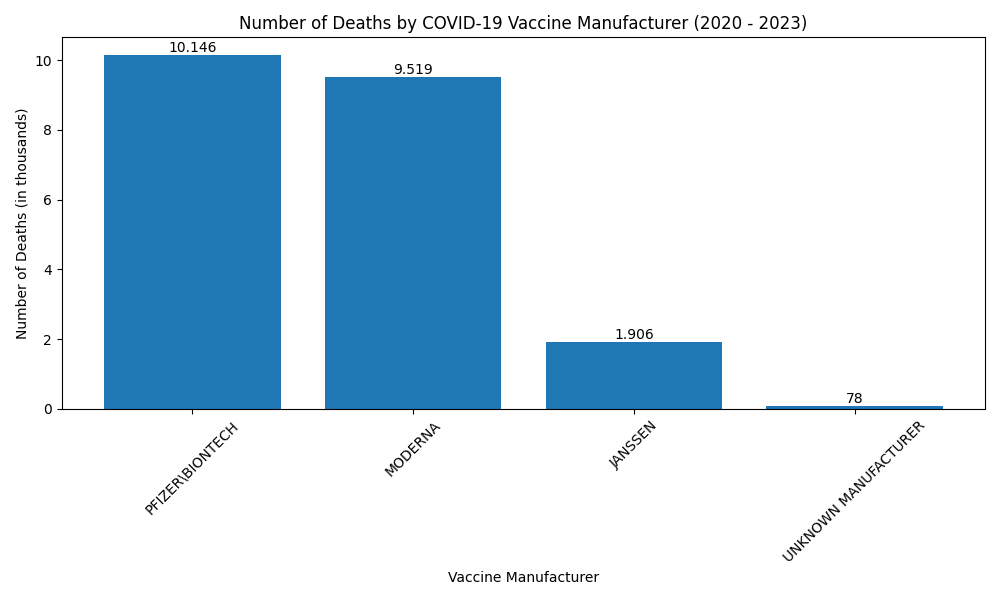 Number of Deaths by COVID-19 Vaccine Manufacturer (2020 - 2023)
Number of Deaths (in thousands)
10
8
6
4
2
0
10.146
9.519
1.906
78
PFIZER\BIONTECH
MODERNA
JANSSEN
UNKNOWN MANUFACTURER
Vaccine Manufacturer